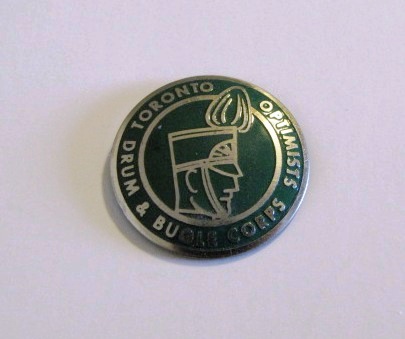 TORONTO OPTIMISTS
DRUM & BUGLE CORPS